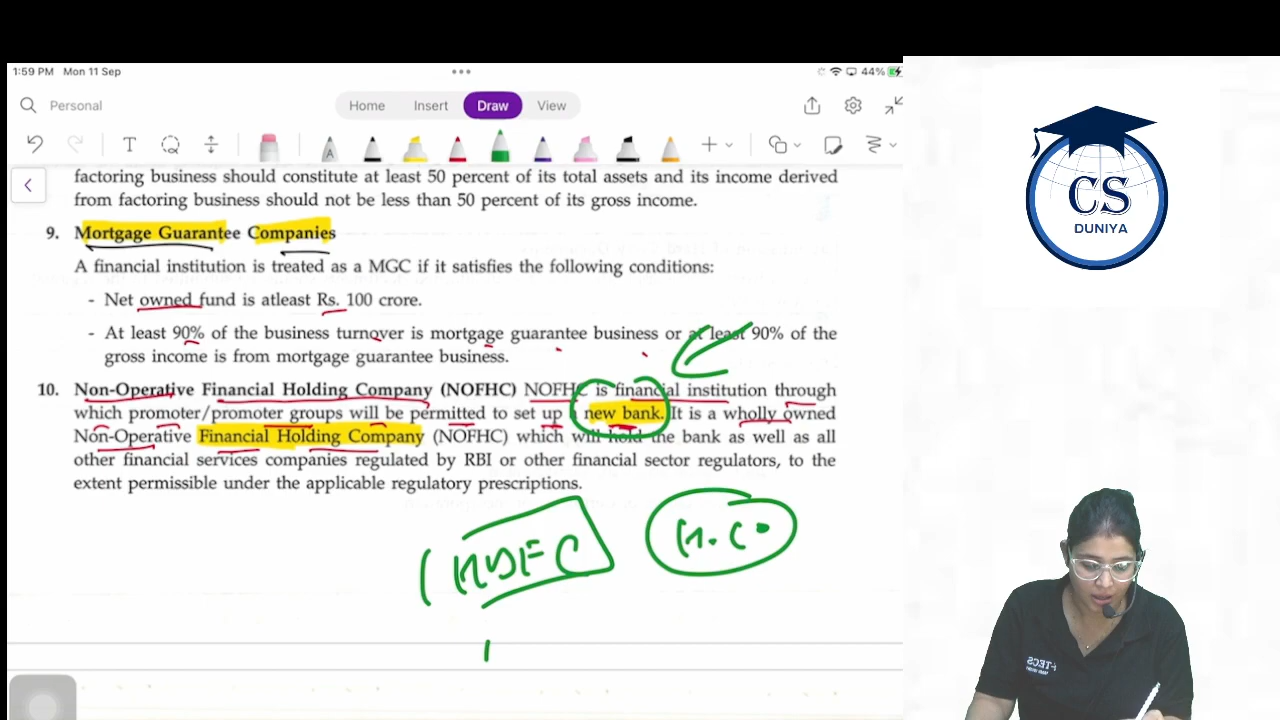 1:59 PM Mon 11 Sep
44%
Personal
Home Insert Draw View
factoring business should constitute at least 50 percent of its total assets and its income derived
from factoring business should not be less than 50 percent of its gross income.
9. Mortgage Guarantee Companies
A financial institution is treated as a MGC if it satisfies the following conditions:
- Net owned fund is atleast Rs. 100 crore.
- At least 90% of the business turnover is mortgage guarantee business or at least 90% of the
gross income is from mortgage guarantee business.
10. Non-Operative Financial Holding Company (NOFHC) NOFHC is financial institution through
which promoter/promoter groups will be permitted to set up a new bank. It is a wholly owned
Non-Operative Financial Holding Company (NOFHC) which will hold the bank as well as all
other financial services companies regulated by RBI or other financial sector regulators, to the
extent permissible under the applicable regulatory prescriptions.
HDFC
H.CO
CS
DUNIYA